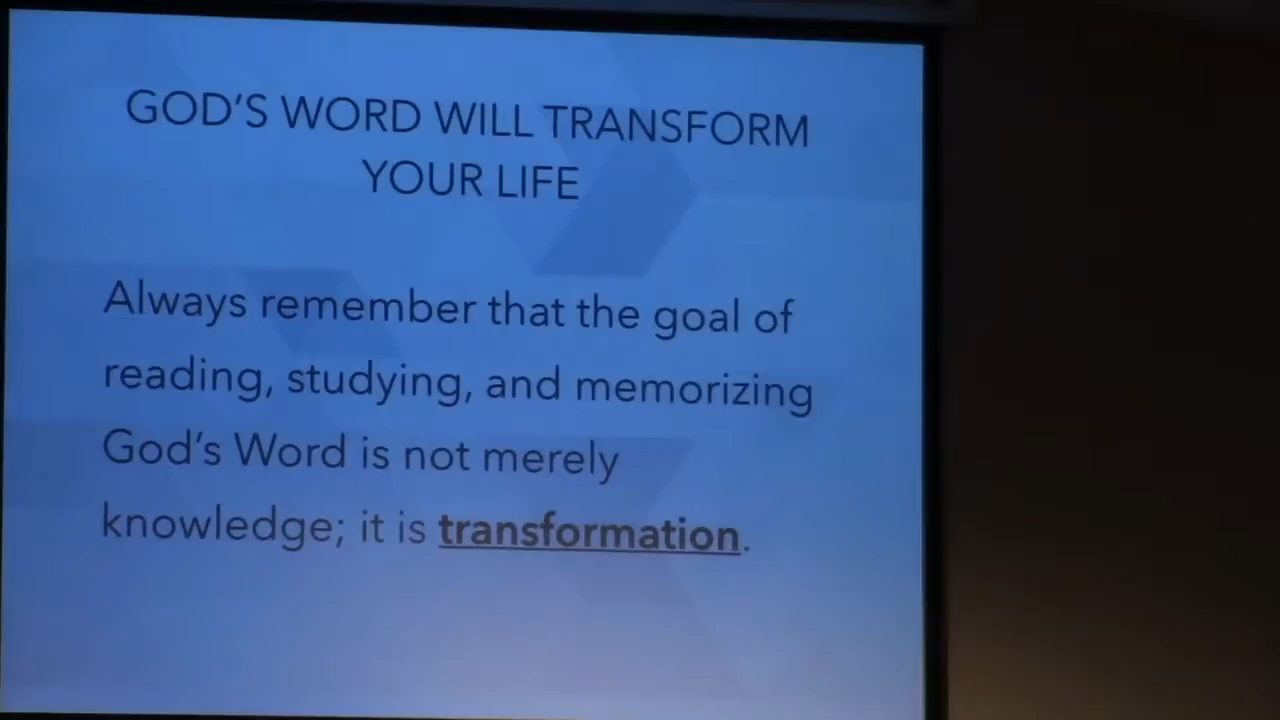 GOD'S WORD WILL TRANSFORM
YOUR LIFE
Always remember that the goal of
reading, studying, and memorizing
God's Word is not merely
knowledge; it is transformation.